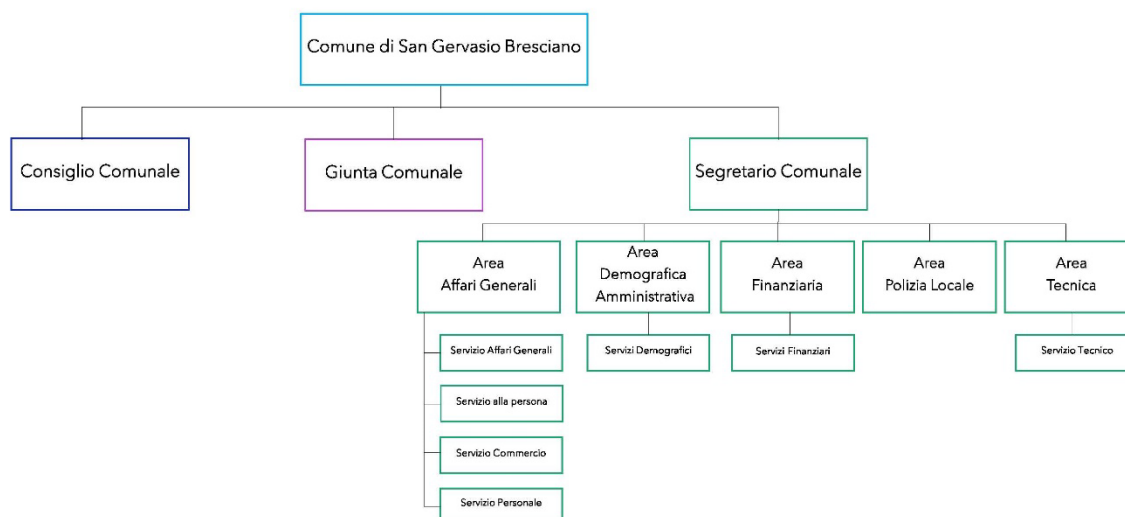 Comune di San Gervasio Bresciano
Consiglio Comunale
Giunta Comunale
Segretario Comunale
Area
Affari Generali
Area
Demografica
Amministrativa
Area
Finanziaria
Area
Polizia Locale
Area
Tecnica
Servizio Affari Generali
Servizi Demografici
Servizi Finanziari
Servizio Tecnico
Servizio alla persona
Servizio Commercio
Servizio Personale